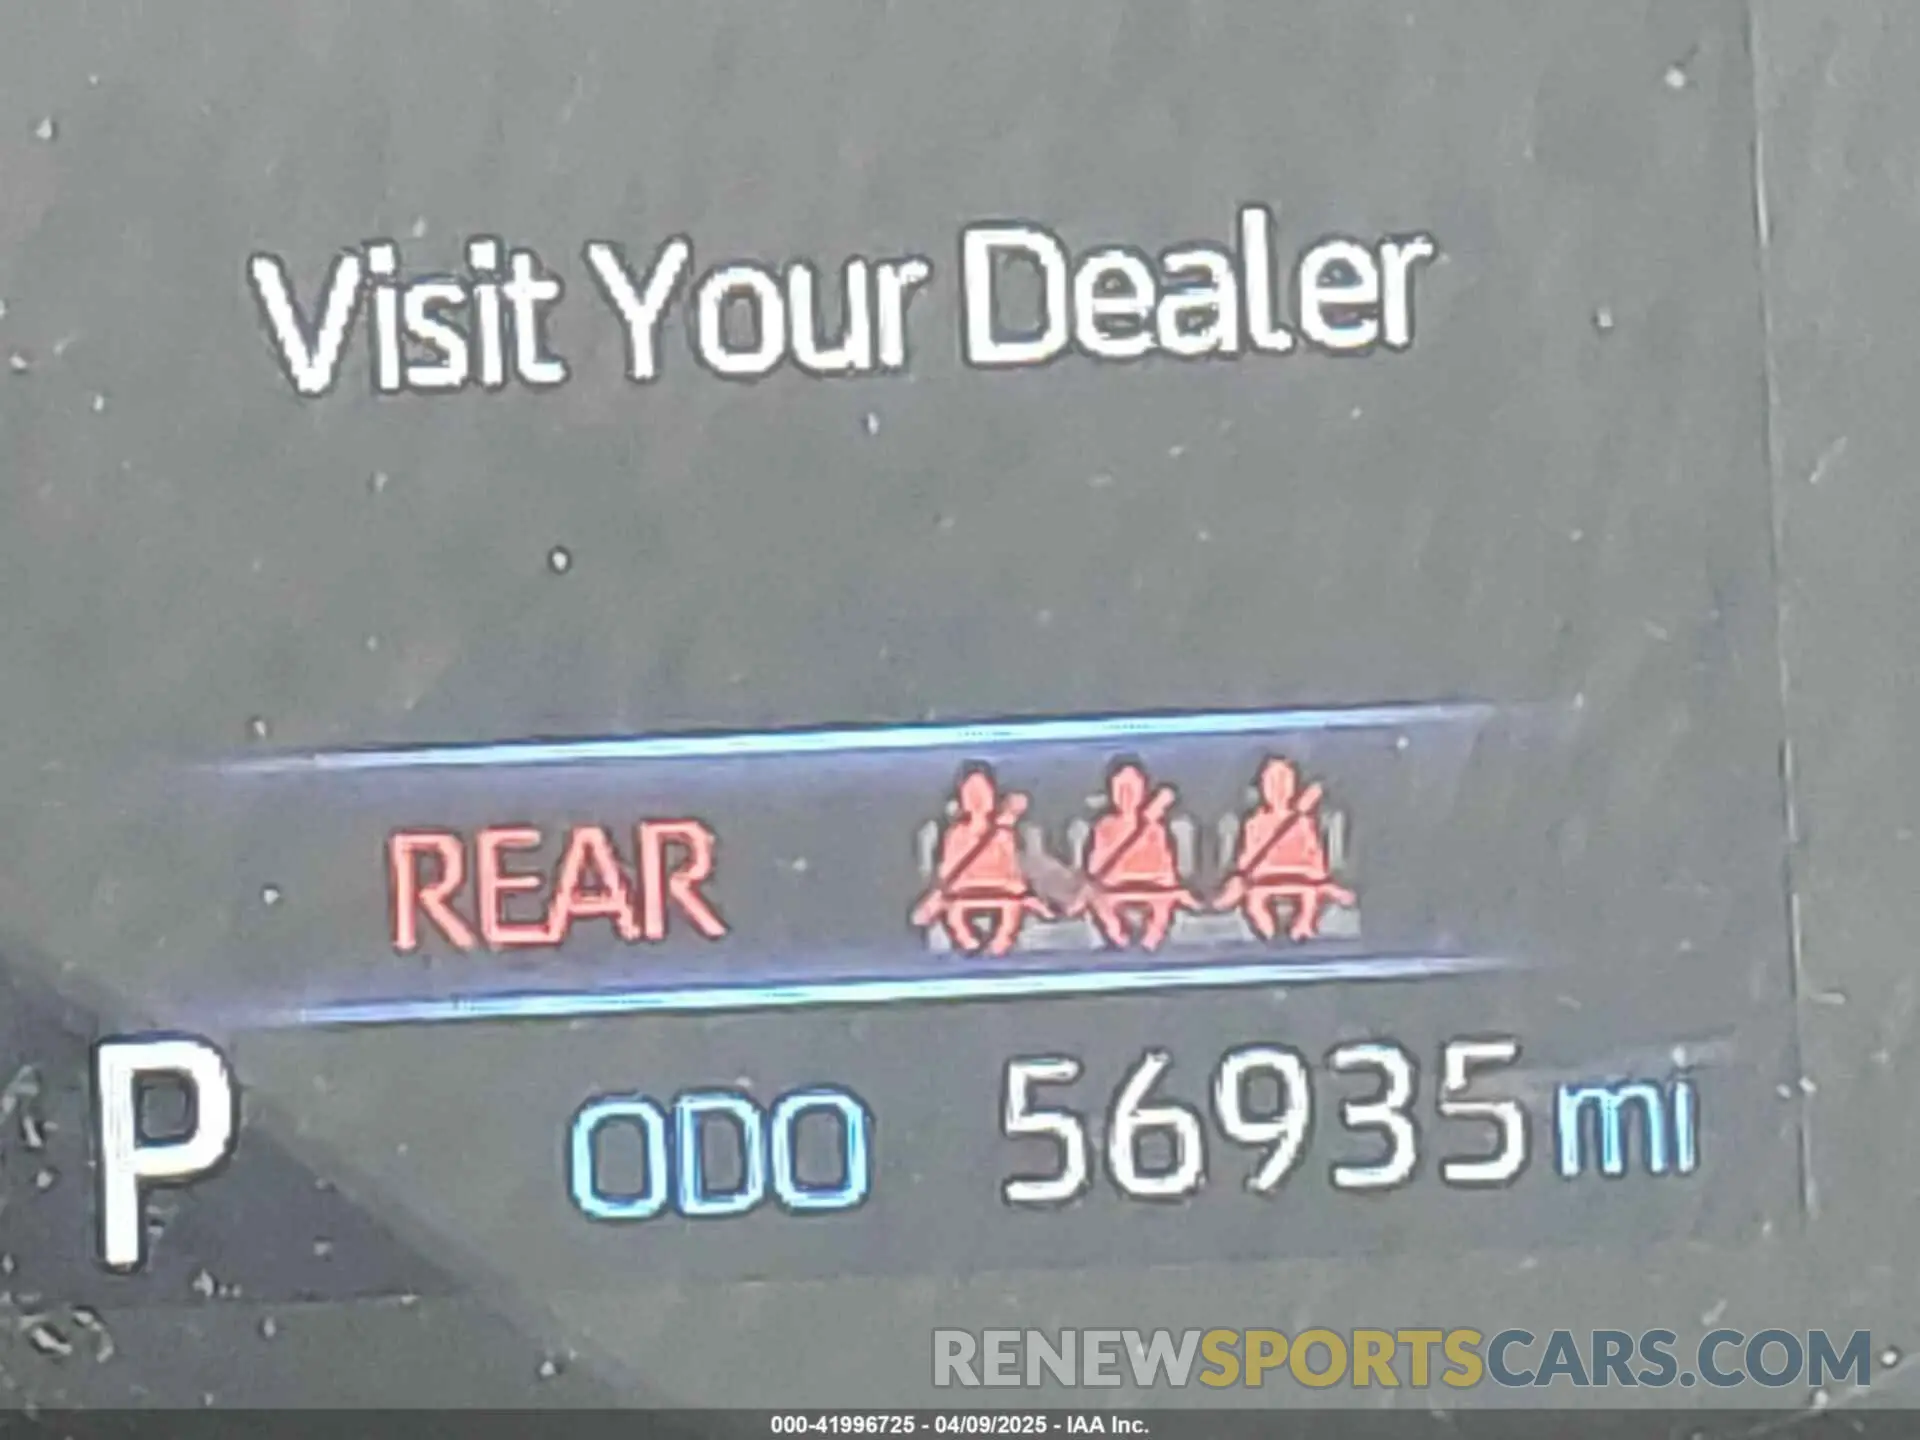 Visit Your Dealer
REAR
P ODO 56935 mi
RENEWSPORTSCARS.COM
000-41996725 - 04/09/2025 - IAA Inc.